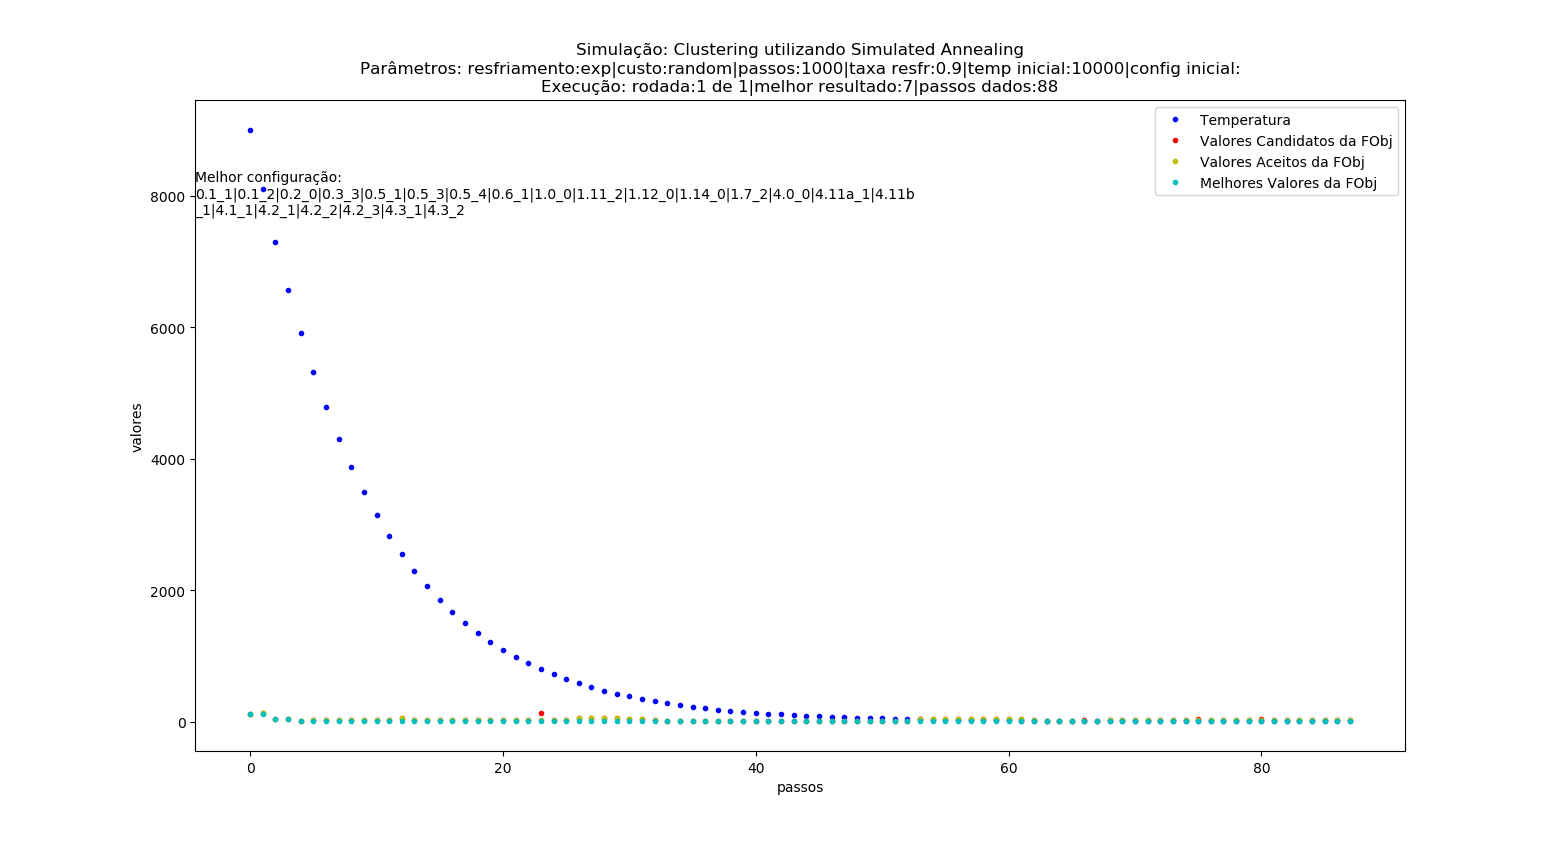 Simulação: Clustering utilizando Simulated Annealing
Parâmetros: resfriamento:exp|custo:random|passos:1000|taxa resfr:0.9|temp inicial:10000|config inicial:
Execução: rodada:1 de 1|melhor resultado:7|passos dados:88
Temperatura
Valores Candidatos da FObj
Valores Aceitos da FObj
Melhores Valores da FObj
Melhor configuração:
0.1_1|0.1_2|0.2_0|0.3_3|0.5_1|0.5_3|0.5_4|0.6_1|1.0_0|1.11_2|1.12_0|1.14_0|1.7_2|4.0_0|4.11a_1|4.11b
_1|4.1_1|4.2_1|4.2_2|4.2_3|4.3_1|4.3_2
8000
6000
4000
2000
0
valores
0 20 40 60 80
passos